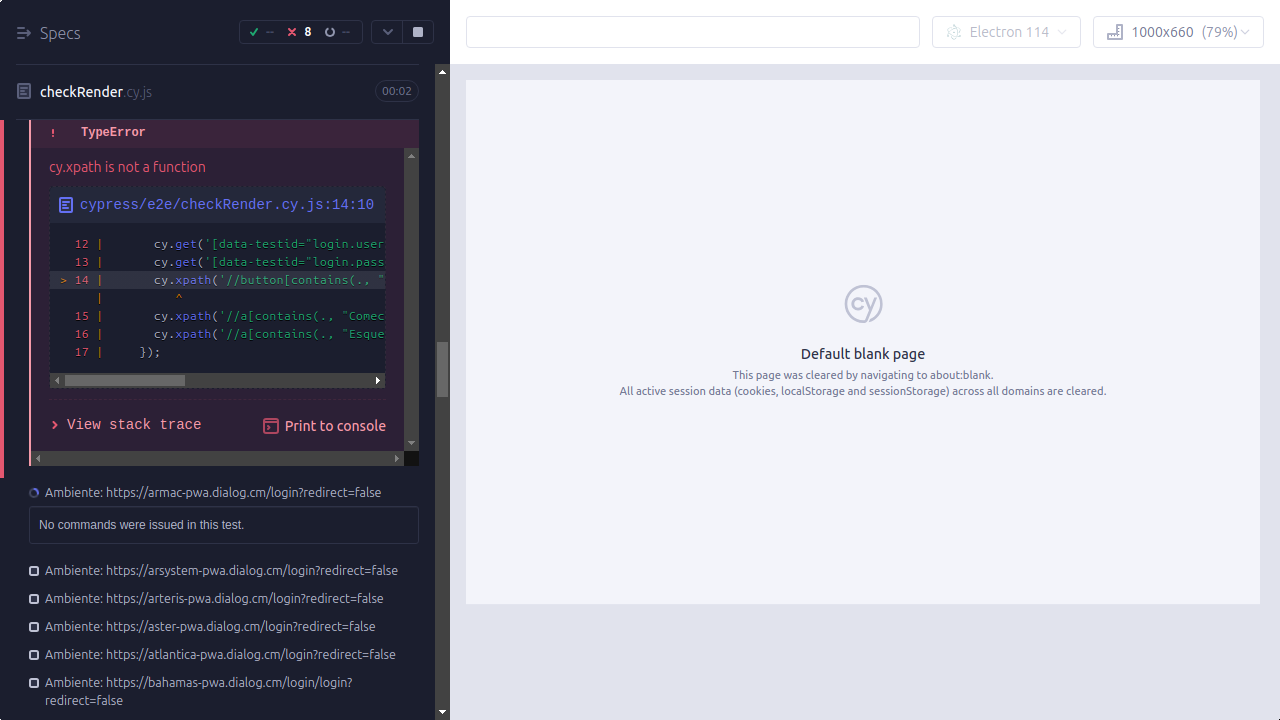 Specs
--
8
--
Electron 114
1000x660 (79%)
checkRender.cy.js
00:02
! TypeError
cy.xpath is not a function
cypress/e2e/checkRender.cy.js:14:10
12 | cy.get('[data-testid="login.user
13 | cy.get('[data-testid="login.pass
> 14 | cy.xpath('//button[contains(., "
| ^
15 | cy.xpath('//a[contains(., "Comec
16 | cy.xpath('//a[contains(., "Esque
17 | });
View stack trace
Print to console
Ambiente: https://armac-pwa.dialog.cm/login?redirect=false
No commands were issued in this test.
Ambiente: https://arsystem-pwa.dialog.cm/login?redirect=false
Ambiente: https://arteris-pwa.dialog.cm/login?redirect=false
Ambiente: https://aster-pwa.dialog.cm/login?redirect=false
Ambiente: https://atlantica-pwa.dialog.cm/login?redirect=false
Ambiente: https://bahamas-pwa.dialog.cm/login/login?
redirect=false
cy
Default blank page
This page was cleared by navigating to about:blank.
All active session data (cookies, localStorage and sessionStorage) across all domains are cleared.